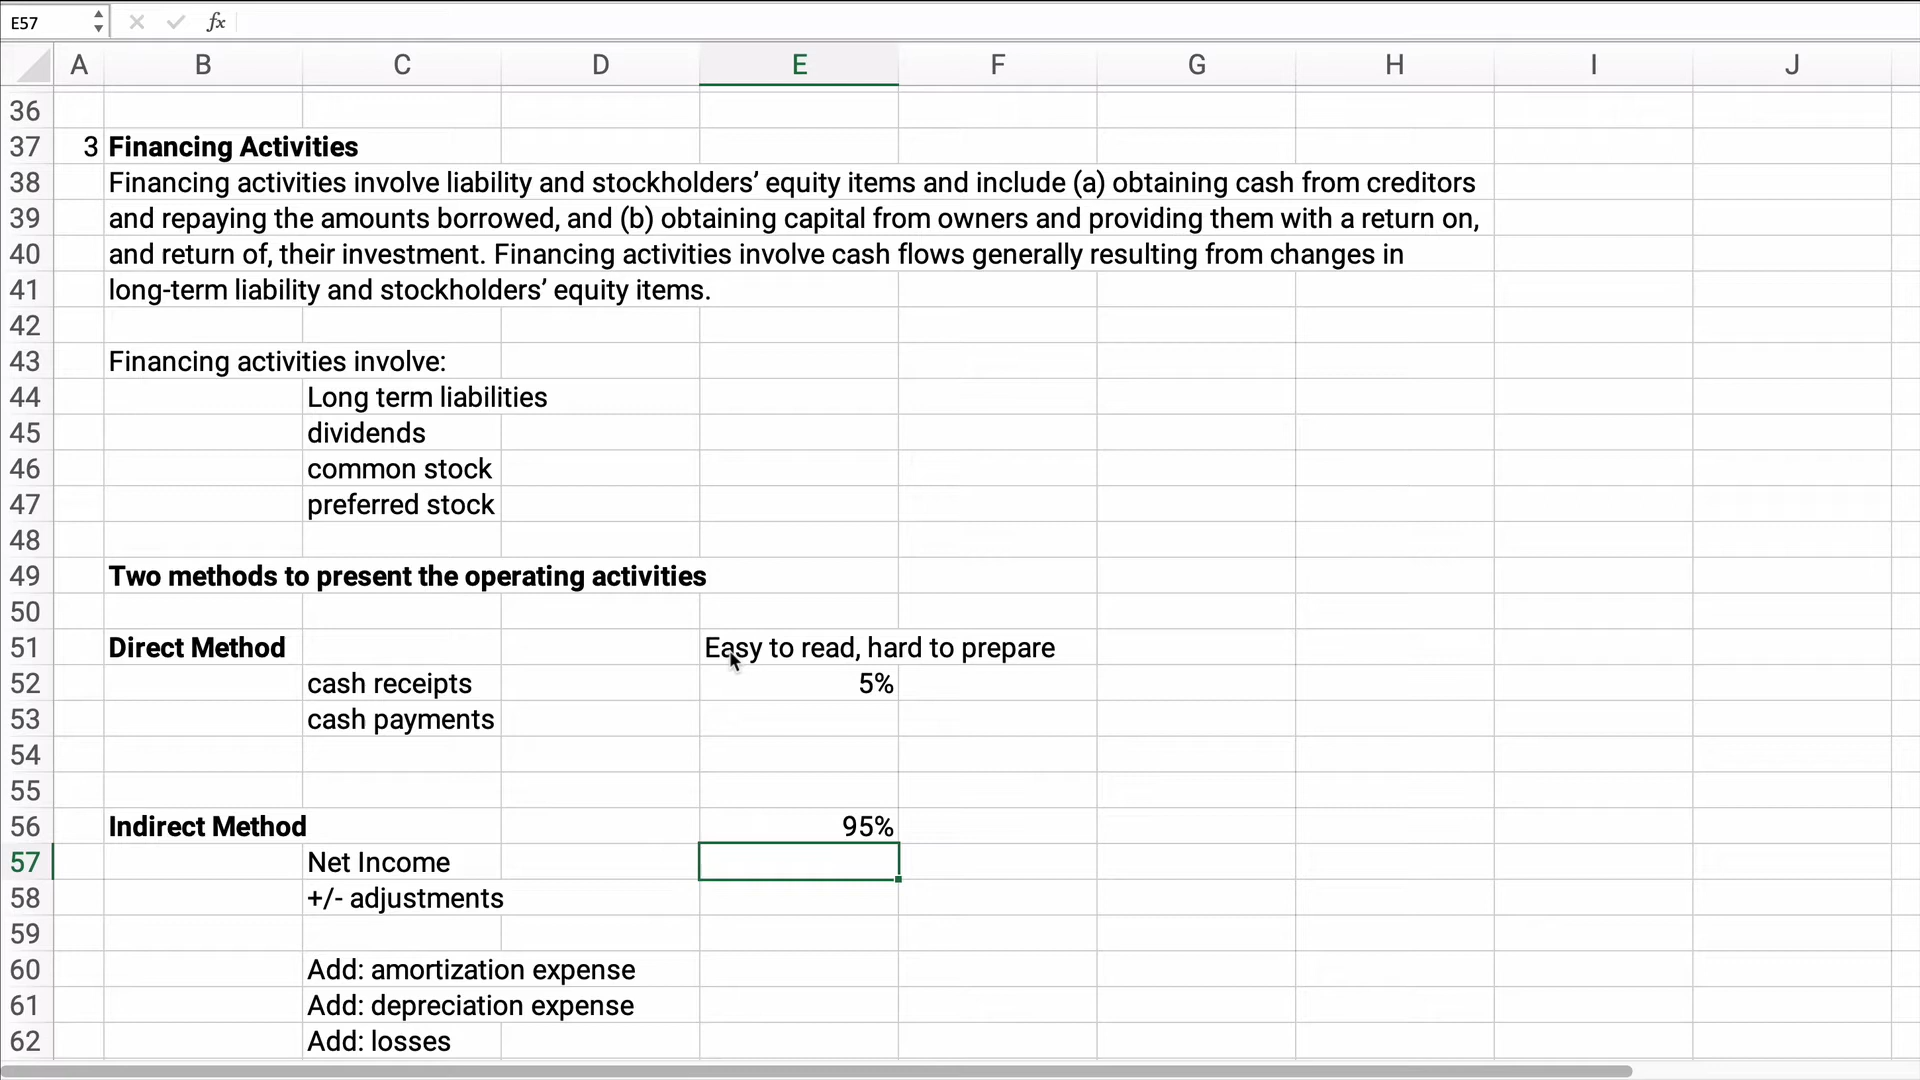 E57
fx
A B C D E F G H I J
36
37 3 Financing Activities
38 Financing activities involve liability and stockholders’ equity items and include (a) obtaining cash from creditors
39 and repaying the amounts borrowed, and (b) obtaining capital from owners and providing them with a return on,
40 and return of, their investment. Financing activities involve cash flows generally resulting from changes in
41 long-term liability and stockholders’ equity items.
42
43 Financing activities involve:
44 Long term liabilities
45 dividends
46 common stock
47 preferred stock
48
49 Two methods to present the operating activities
50
51 Direct Method Easy to read, hard to prepare
52 cash receipts 5%
53 cash payments
54
55
56 Indirect Method 95%
57 Net Income
58 +/- adjustments
59
60 Add: amortization expense
61 Add: depreciation expense
62 Add: losses